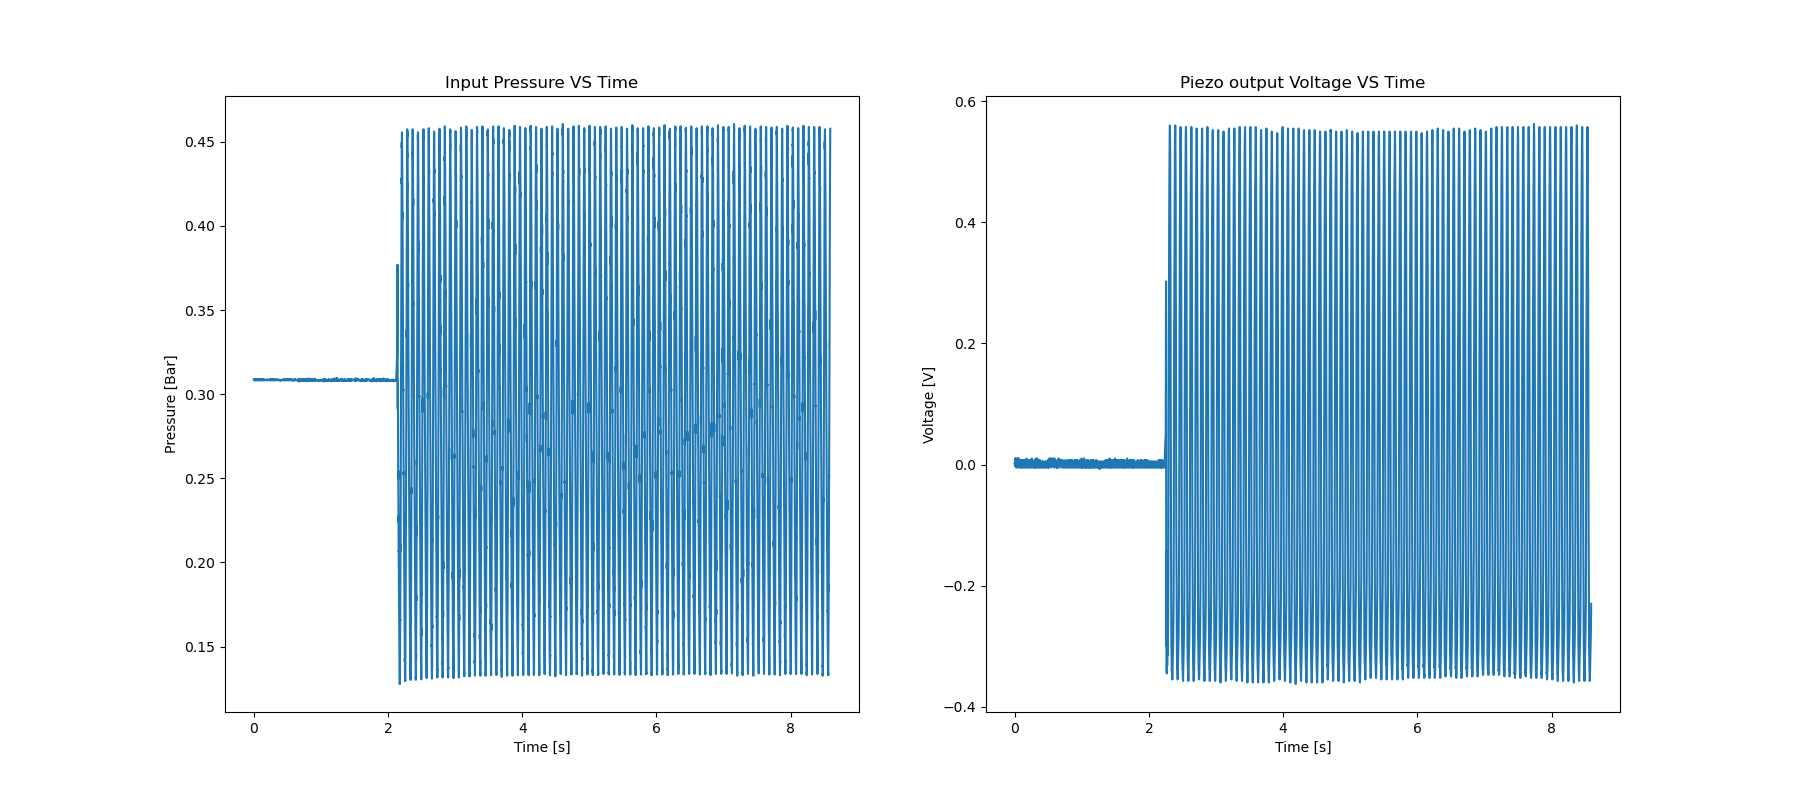 Input Pressure VS Time
Pressure [Bar]
0.45
0.40
0.35
0.30
0.25
0.20
0.15
0 2 4 6 8
Time [s]
Piezo output Voltage VS Time
Voltage [V]
0.6
0.4
0.2
0.0
−0.2
−0.4
0 2 4 6 8
Time [s]